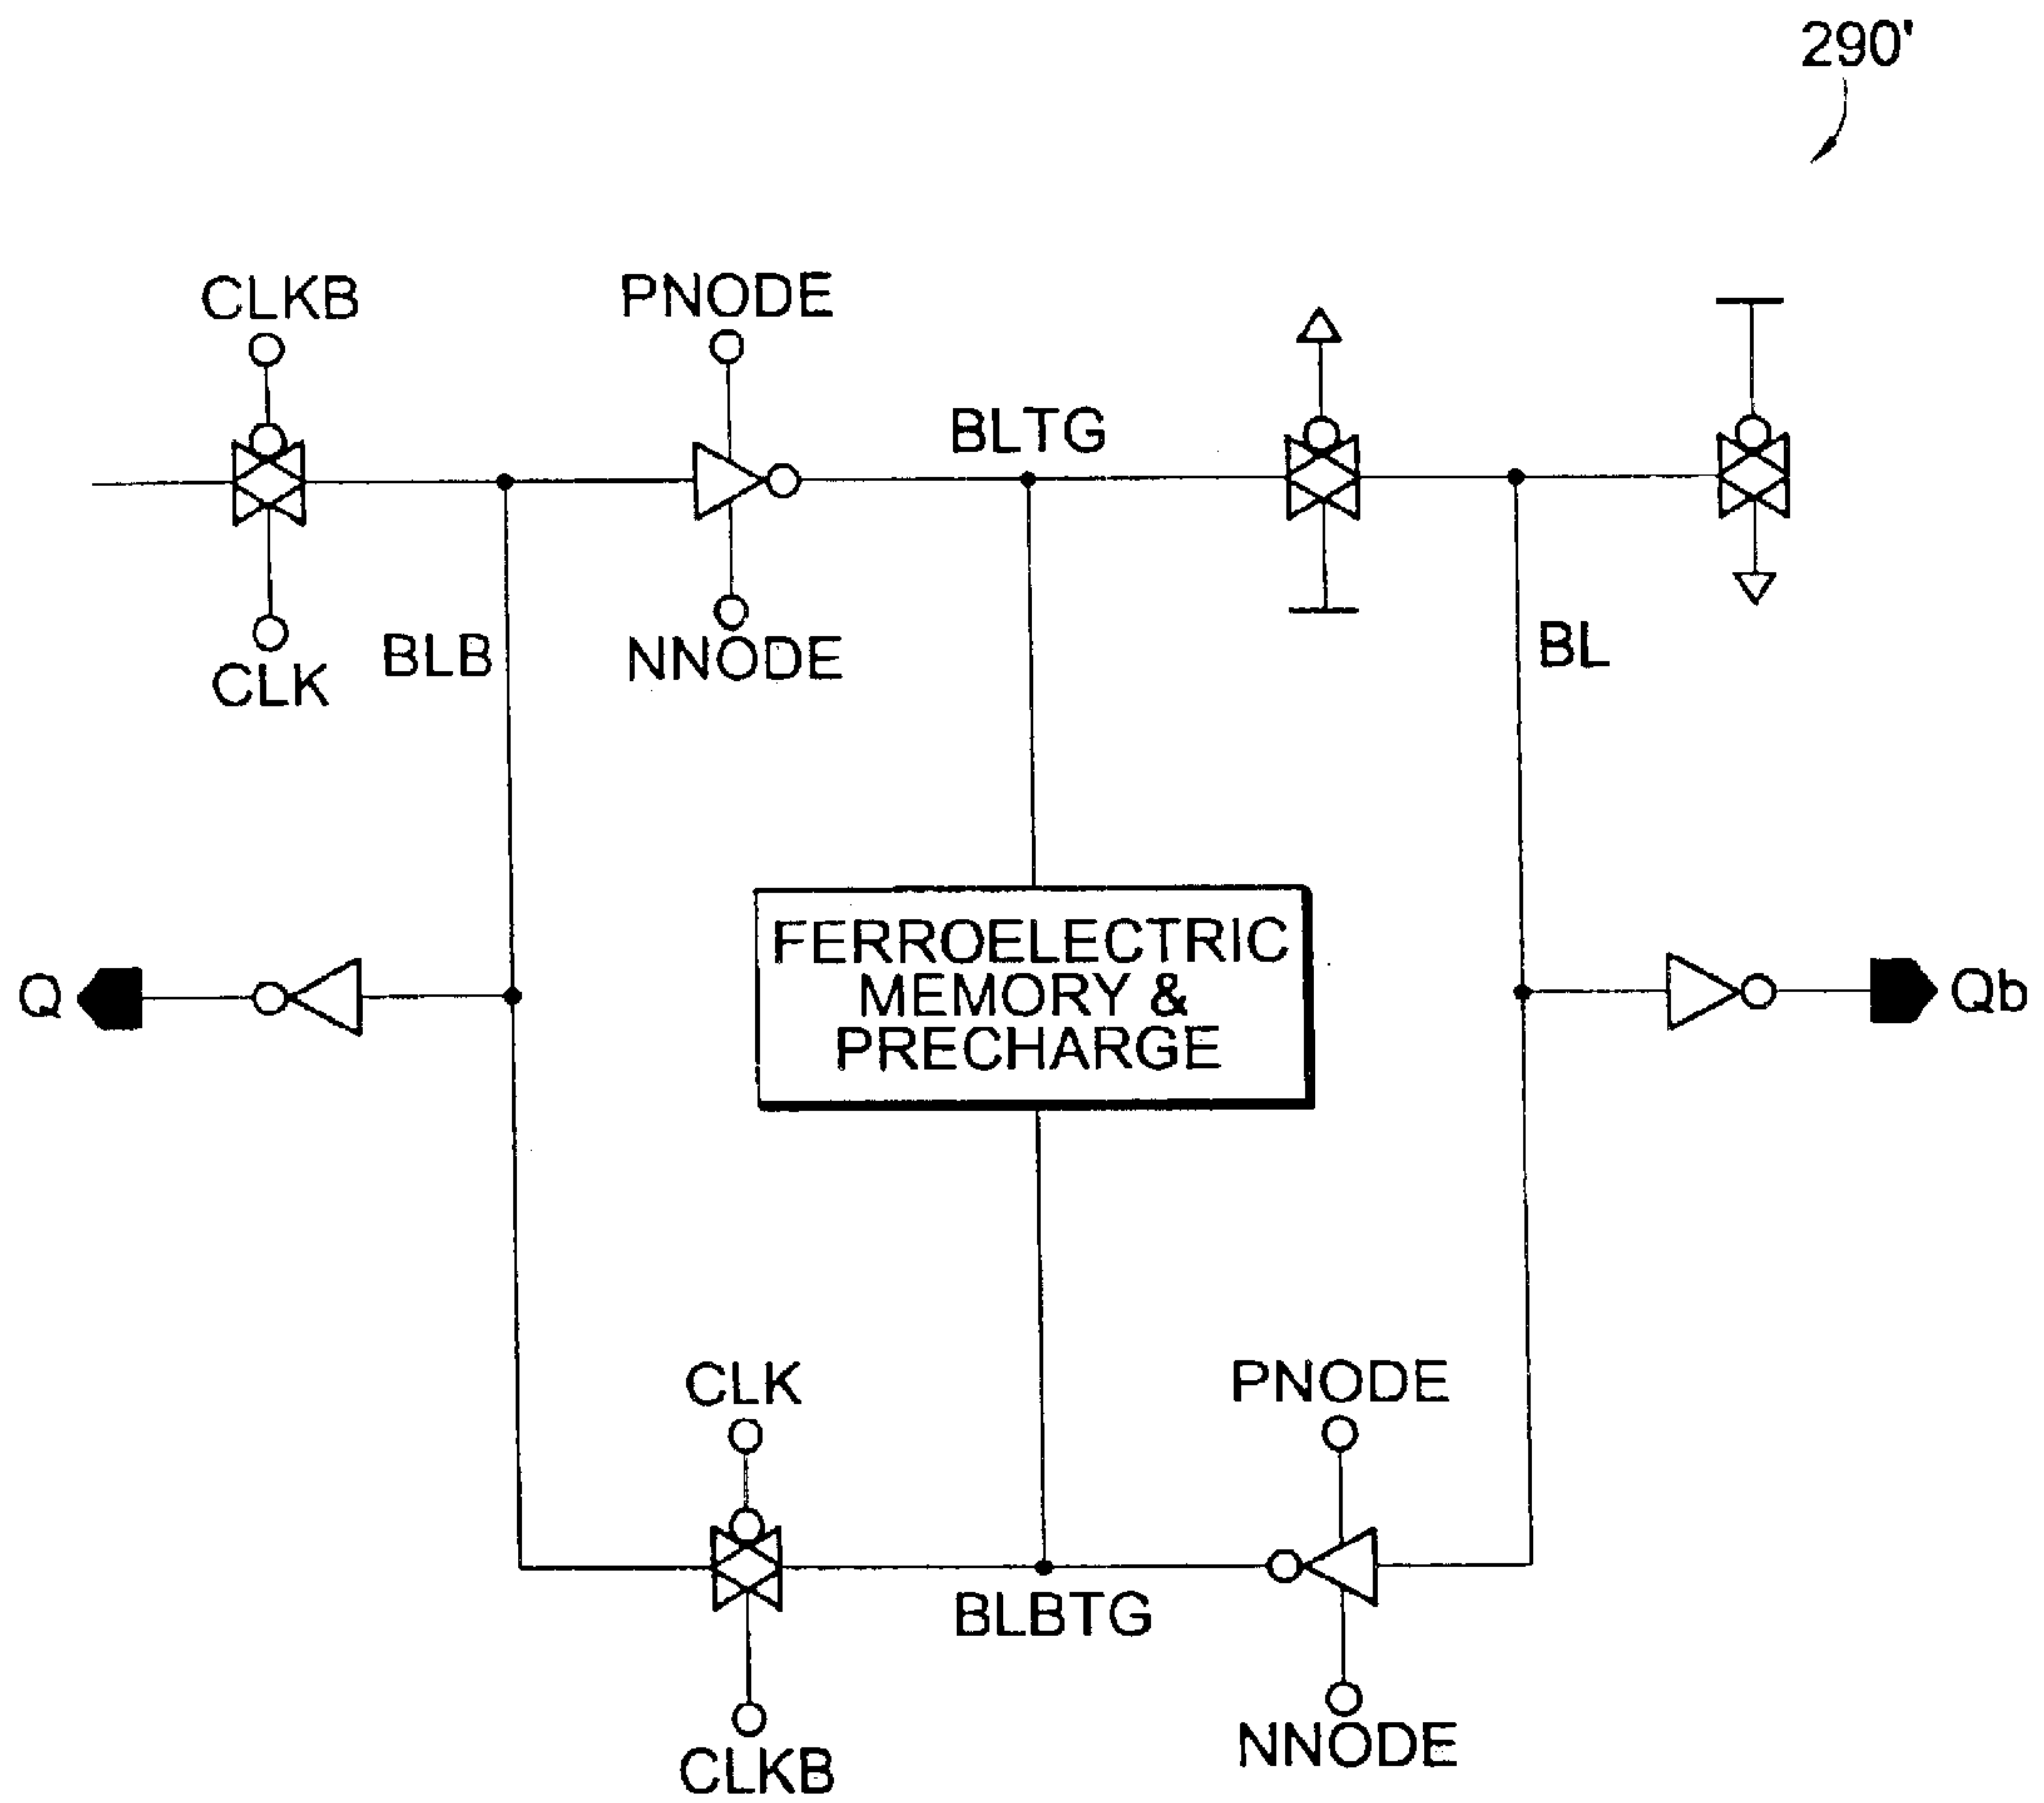 290'
CLKB
PNODE
BLTG
CLK
BLB
NNODE
BL
FERROELECTRIC
MEMORY &
PRECHARGE
Q
Qb
CLK
PNODE
BLBTG
CLKB
NNODE